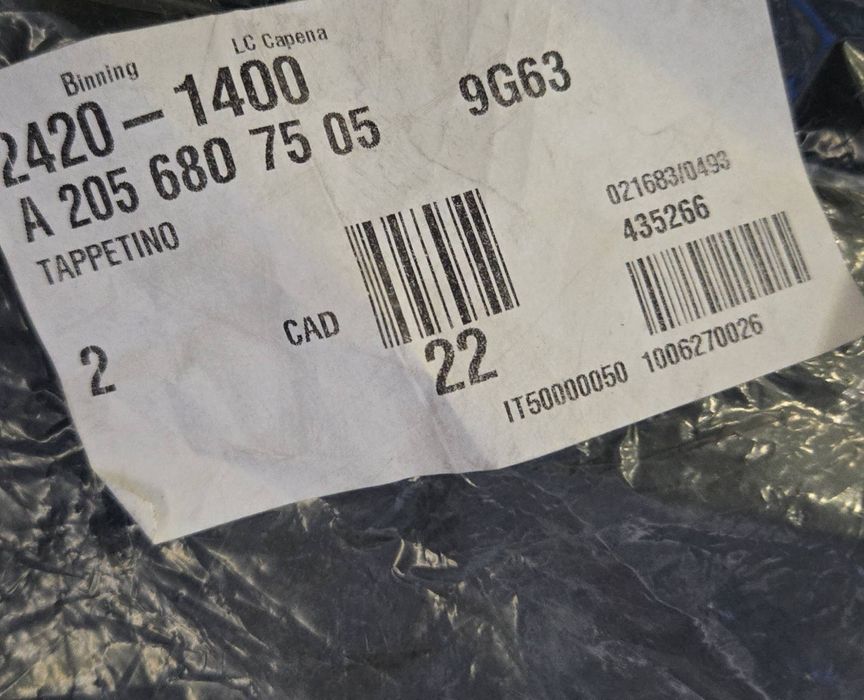 Binning LC Capena
2420-1400 9G63
A 205 680 75 05
TAPPETINO
021683/0493
435266
2 CAD 22
IT50000050 1006270026